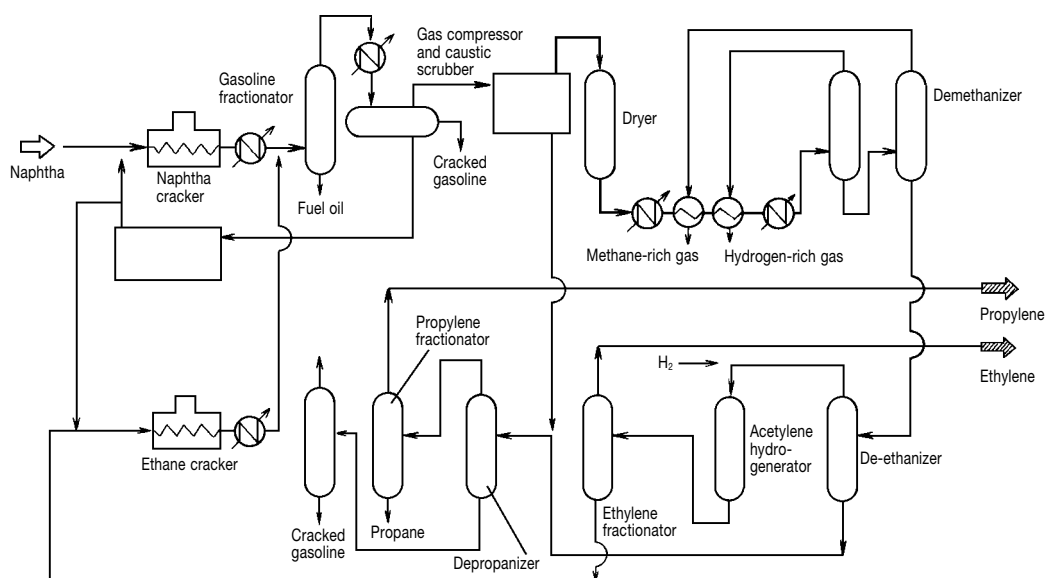 Gas compressor
and caustic
scrubber
Gasoline
fractionator
Dryer
Demethanizer
Naphtha
Naphtha
cracker
Cracked
gasoline
Fuel oil
Methane-rich gas
Hydrogen-rich gas
Propylene
Propylene
fractionator
H₂
Ethylene
Acetylene
hydro-
generator
De-ethanizer
Ethane cracker
Ethylene
fractionator
Cracked
gasoline
Propane
Depropanizer